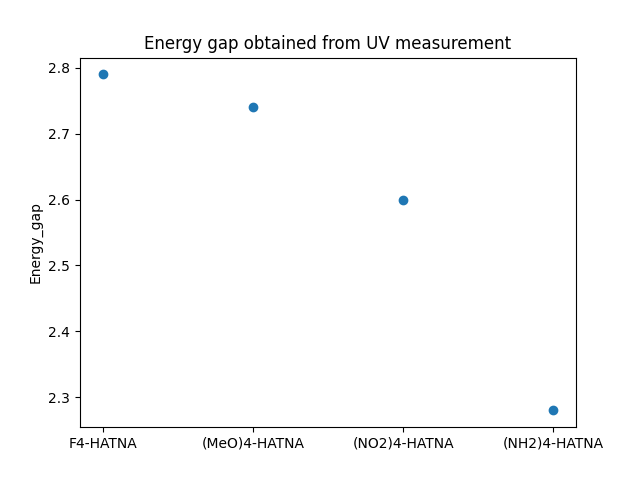 Energy gap obtained from UV measurement
2.8
2.7
2.6
2.5
2.4
2.3
Energy_gap
F4-HATNA
(MeO)4-HATNA
(NO2)4-HATNA
(NH2)4-HATNA